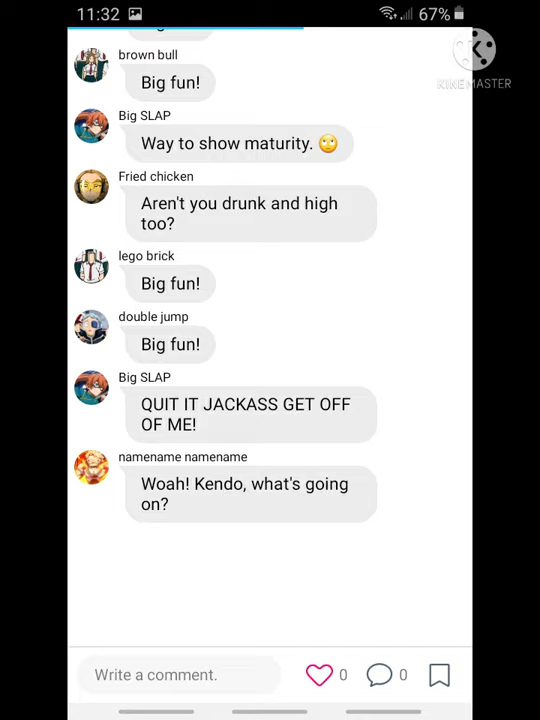 11:32
67%
KINEMASTER
brown bull
Big fun!
Big SLAP
Way to show maturity. 🙄
Fried chicken
Aren't you drunk and high
too?
lego brick
Big fun!
double jump
Big fun!
Big SLAP
QUIT IT JACKASS GET OFF
OF ME!
namename namename
Woah! Kendo, what's going
on?
Write a comment.
0
0